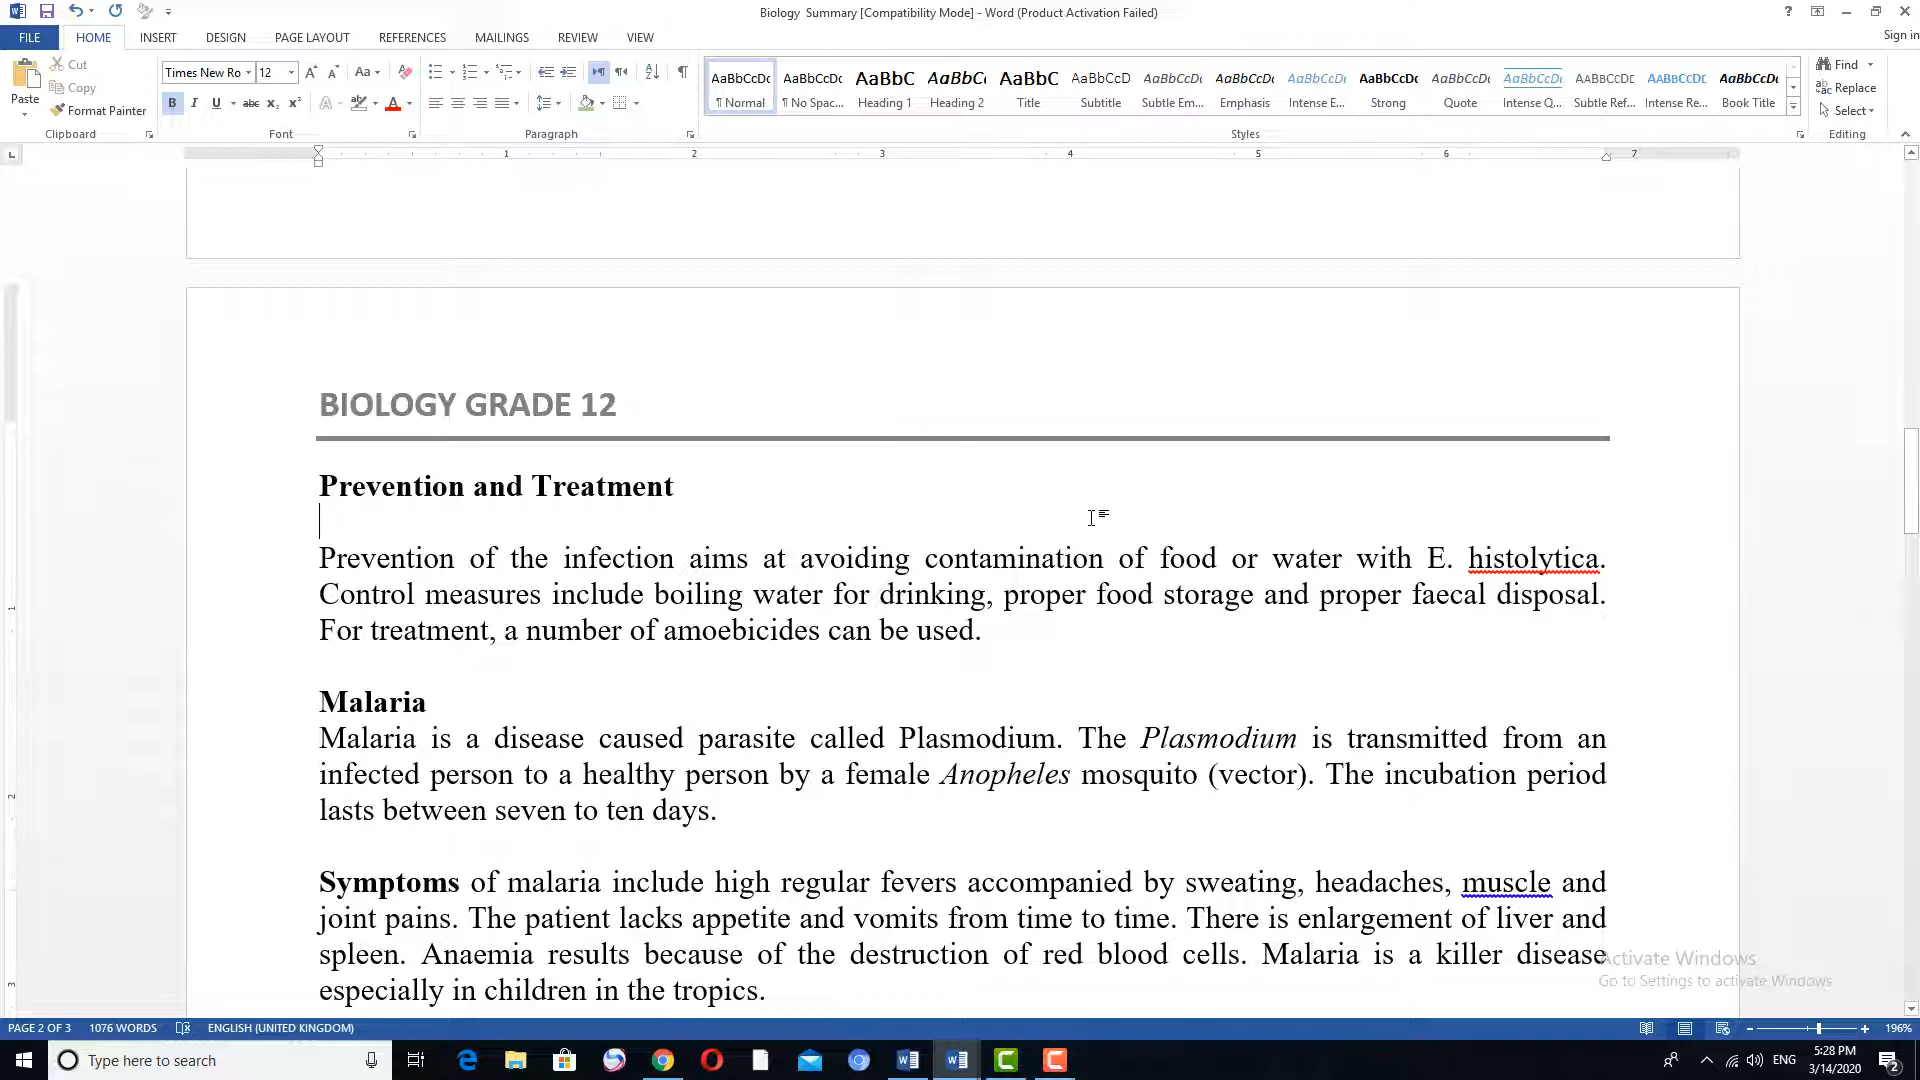 Biology  Summary [Compatibility Mode] - Word (Product Activation Failed)
FILE HOME INSERT DESIGN PAGE LAYOUT REFERENCES MAILINGS REVIEW VIEW
Sign in
Paste
Cut
Copy
Format Painter
Clipboard
Times New Ro 12
Font
Paragraph
AaBbCcDc AaBbCcDc AaBbC AaBbCc AaBbC AaBbCcD AaBbCcDc AaBbCcDc AaBbCcDc AaBbCcDc AaBbCcDc AaBbCcDc AABBCCDC AABBCCDC AaBbCcDc
¶ Normal ¶ No Spac... Heading 1 Heading 2 Title Subtitle Subtle Em... Emphasis Intense E... Strong Quote Intense Q... Subtle Ref... Intense Re... Book Title
Styles
Find
Replace
Select
Editing
1 2 3 4 5 6 7
BIOLOGY GRADE 12
Prevention and Treatment
Prevention of the infection aims at avoiding contamination of food or water with E. histolytica.
Control measures include boiling water for drinking, proper food storage and proper faecal disposal.
For treatment, a number of amoebicides can be used.
Malaria
Malaria is a disease caused parasite called Plasmodium. The Plasmodium is transmitted from an
infected person to a healthy person by a female Anopheles mosquito (vector). The incubation period
lasts between seven to ten days.
Symptoms of malaria include high regular fevers accompanied by sweating, headaches, muscle and
joint pains. The patient lacks appetite and vomits from time to time. There is enlargement of liver and
spleen. Anaemia results because of the destruction of red blood cells. Malaria is a killer disease
especially in children in the tropics.
Activate Windows
Go to Settings to activate Windows
1
2
3
PAGE 2 OF 3 1076 WORDS ENGLISH (UNITED KINGDOM) 196%
Type here to search
ENG
5:28 PM
3/14/2020
2